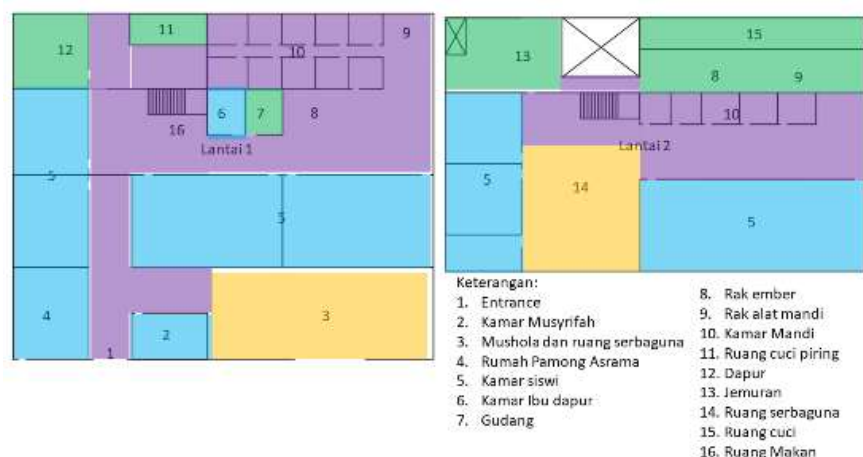 12
11
9
10
6
7
8
16
Lantai 1
5
5
4
2
3
1
13
15
8
9
10
Lantai 2
5
14
5
Keterangan:
1. Entrance
2. Kamar Musyrifah
3. Mushola dan ruang serbaguna
4. Rumah Pamong Asrama
5. Kamar siswi
6. Kamar Ibu dapur
7. Gudang
8. Rak ember
9. Rak alat mandi
10. Kamar Mandi
11. Ruang cuci piring
12. Dapur
13. Jemuran
14. Ruang serbaguna
15. Ruang cuci
16. Ruang Makan